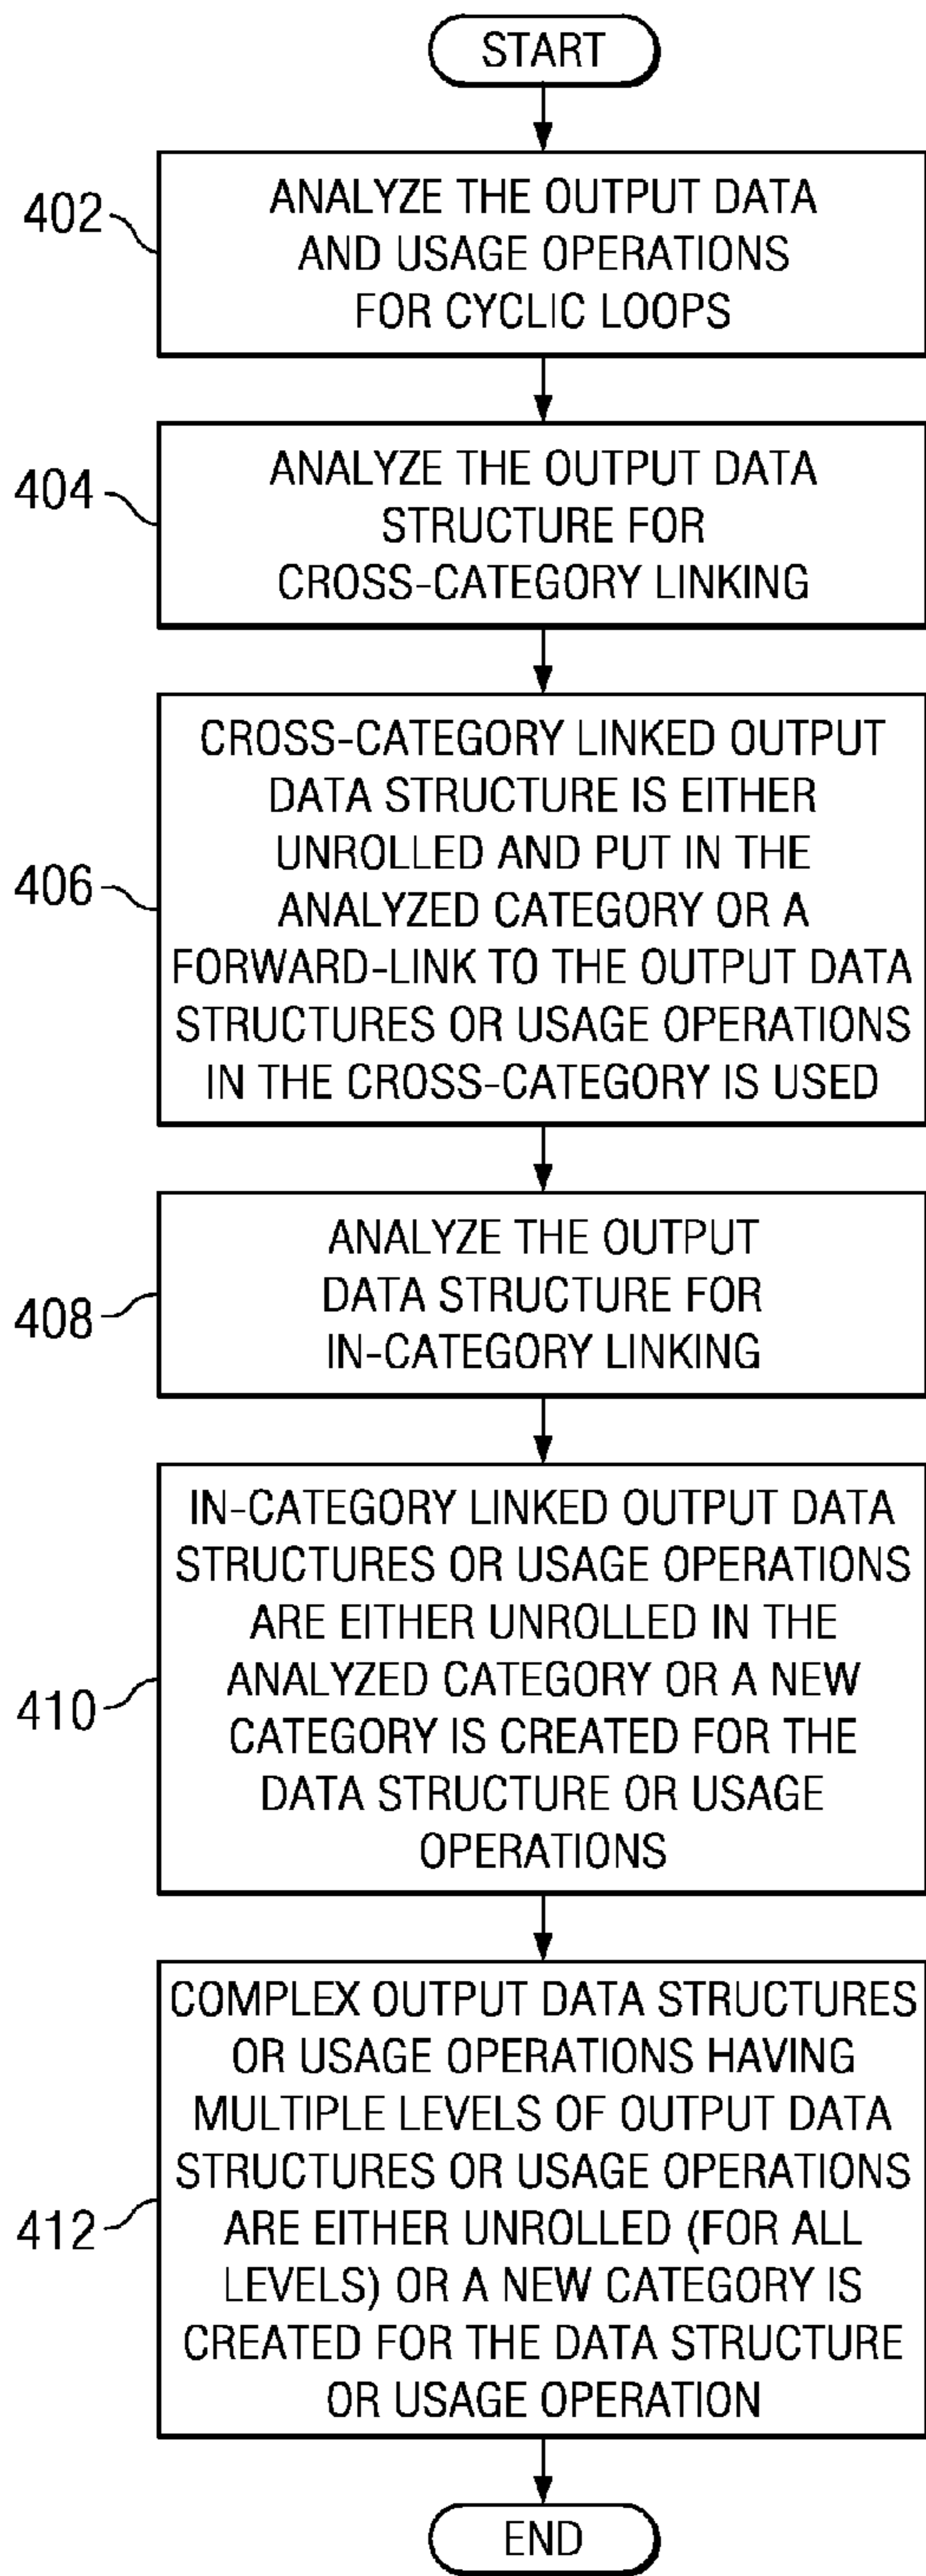 START
402
ANALYZE THE OUTPUT DATA
AND USAGE OPERATIONS
FOR CYCLIC LOOPS
404
ANALYZE THE OUTPUT DATA
STRUCTURE FOR
CROSS-CATEGORY LINKING
406
CROSS-CATEGORY LINKED OUTPUT
DATA STRUCTURE IS EITHER
UNROLLED AND PUT IN THE
ANALYZED CATEGORY OR A
FORWARD-LINK TO THE OUTPUT DATA
STRUCTURES OR USAGE OPERATIONS
IN THE CROSS-CATEGORY IS USED
408
ANALYZE THE OUTPUT
DATA STRUCTURE FOR
IN-CATEGORY LINKING
410
IN-CATEGORY LINKED OUTPUT DATA
STRUCTURES OR USAGE OPERATIONS
ARE EITHER UNROLLED IN THE
ANALYZED CATEGORY OR A NEW
CATEGORY IS CREATED FOR THE
DATA STRUCTURE OR USAGE
OPERATIONS
412
COMPLEX OUTPUT DATA STRUCTURES
OR USAGE OPERATIONS HAVING
MULTIPLE LEVELS OF OUTPUT DATA
STRUCTURES OR USAGE OPERATIONS
ARE EITHER UNROLLED (FOR ALL
LEVELS) OR A NEW CATEGORY IS
CREATED FOR THE DATA STRUCTURE
OR USAGE OPERATION
END